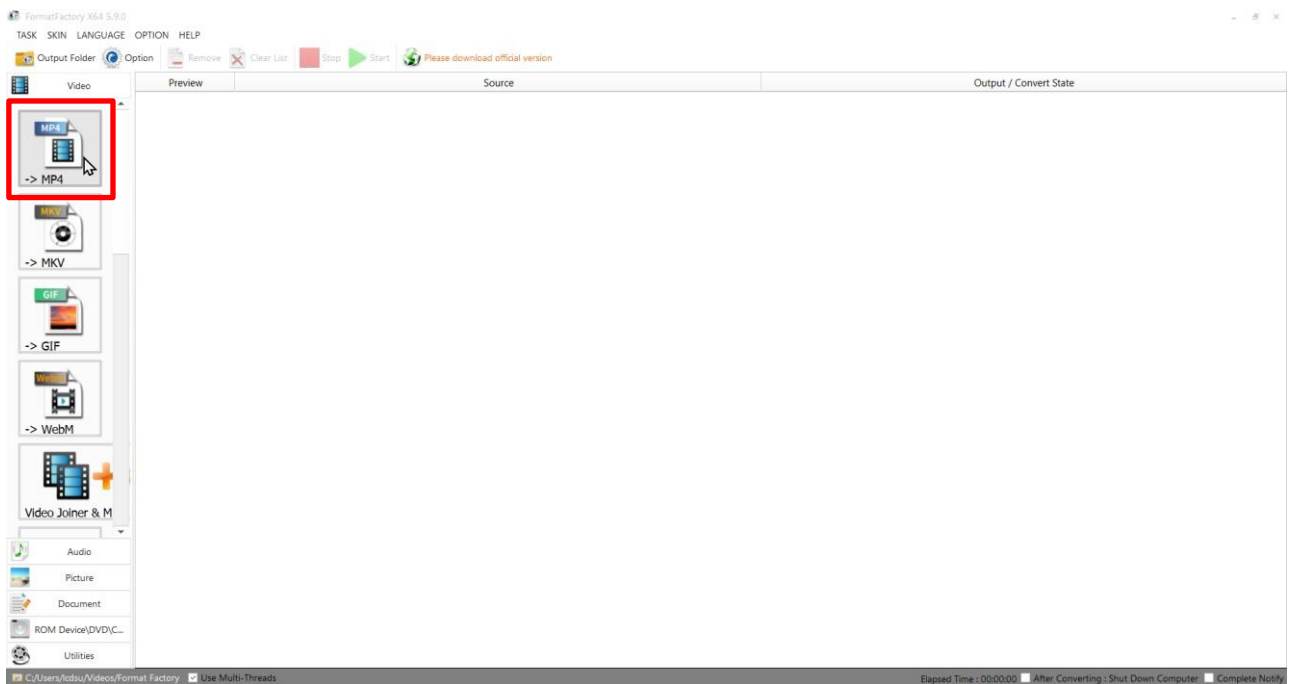 FormatFactory X64 5.9.0
TASK SKIN LANGUAGE OPTION HELP
Output Folder Option Remove Clear List Stop Start Please download official version
Video Preview Source Output / Convert State
MP4
-> MP4
MKV
-> MKV
GIF
-> GIF
WebM
-> WebM
Video Joiner & M
Audio
Picture
Document
ROM Device\DVD\C...
Utilities
C:/Users/lcdsu/Videos/Format Factory Use Multi-Threads Elapsed Time : 00:00:00 After Converting : Shut Down Computer Complete Notify